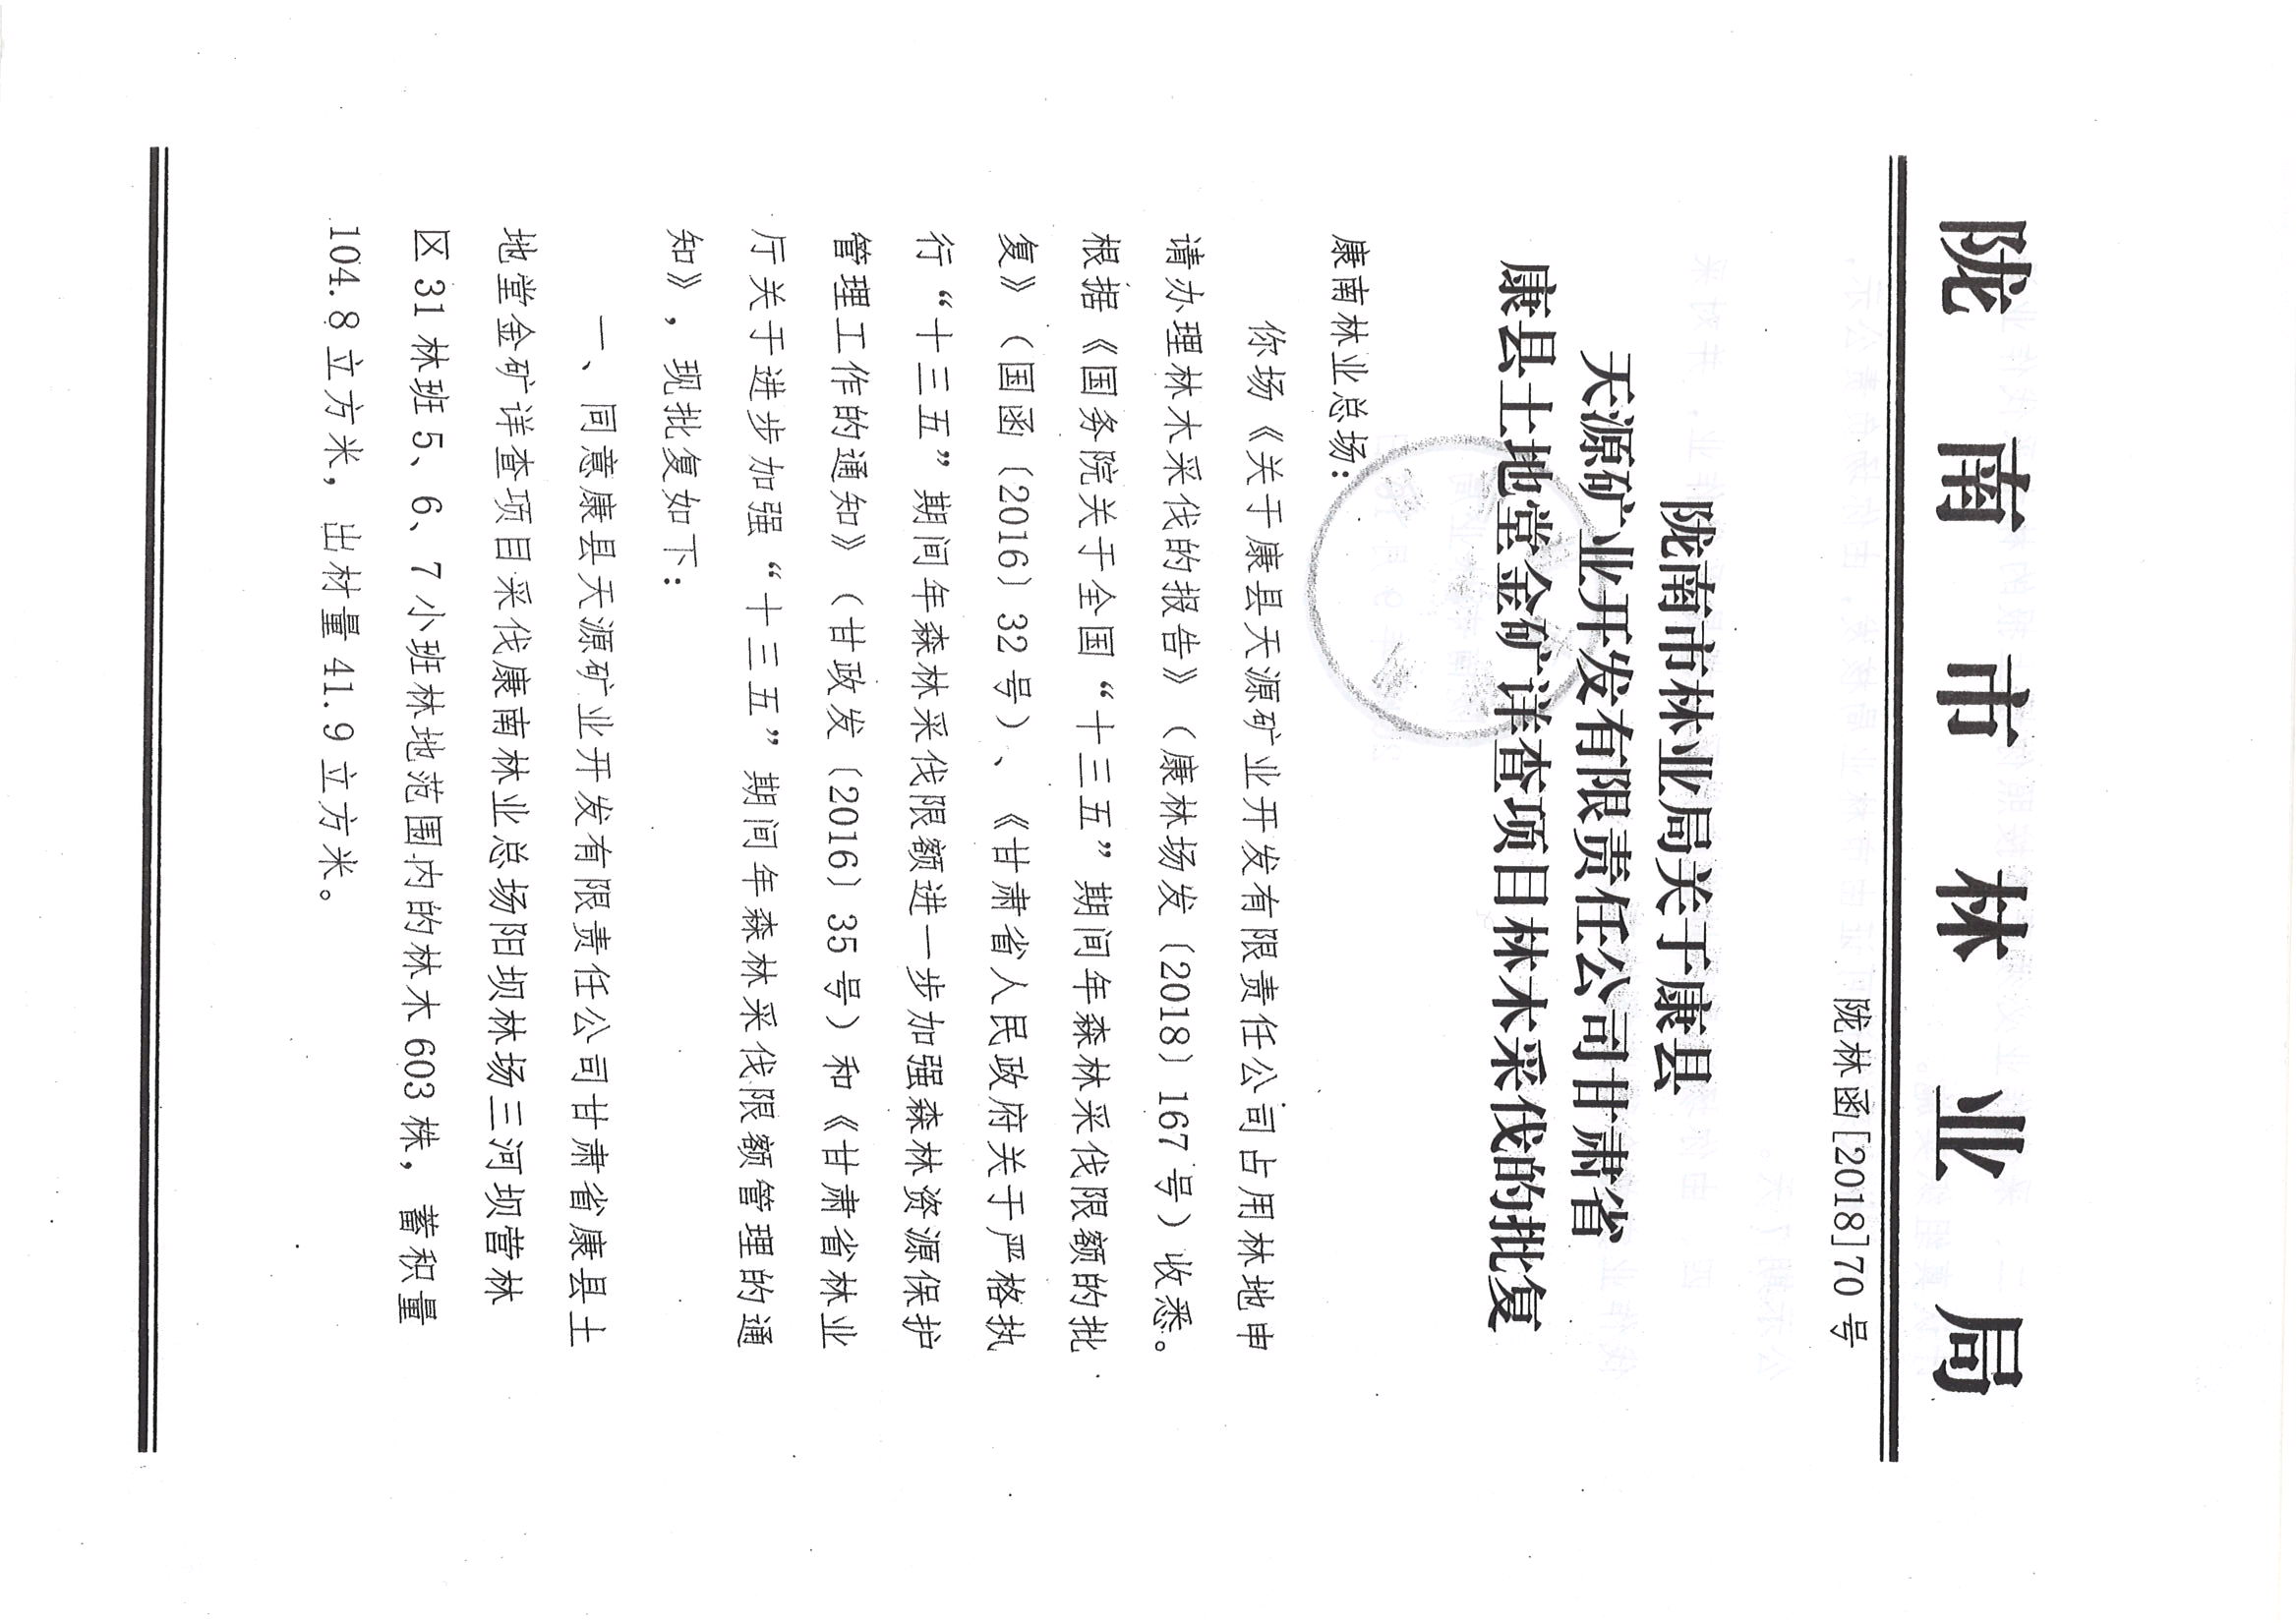 陇南市林业局
陇林函[2018]70号
陇南市林业局关于康县
天源矿业开发有限责任公司甘肃省
康县土地堂金矿详查项目林木采伐的批复
康南林业总场：
你场《关于康县天源矿业开发有限责任公司占用林地申
请办理林木采伐的报告》（康林场发〔2018〕167号）收悉。
根据《国务院关于全国“十三五”期间年森林采伐限额的批
复》（国函〔2016〕32号）、《甘肃省人民政府关于严格执
行“十三五”期间年森林采伐限额进一步加强森林资源保护
管理工作的通知》（甘政发〔2016〕35号）和《甘肃省林业
厅关于进步加强“十三五”期间年森林采伐限额管理的通
知》，现批复如下：
一、同意康县天源矿业开发有限责任公司甘肃省康县土
地堂金矿详查项目采伐康南林业总场阳坝林场三河坝营林
区31林班5、6、7小班林地范围内的林木603株，蓄积量
104.8立方米，出材量41.9立方米。